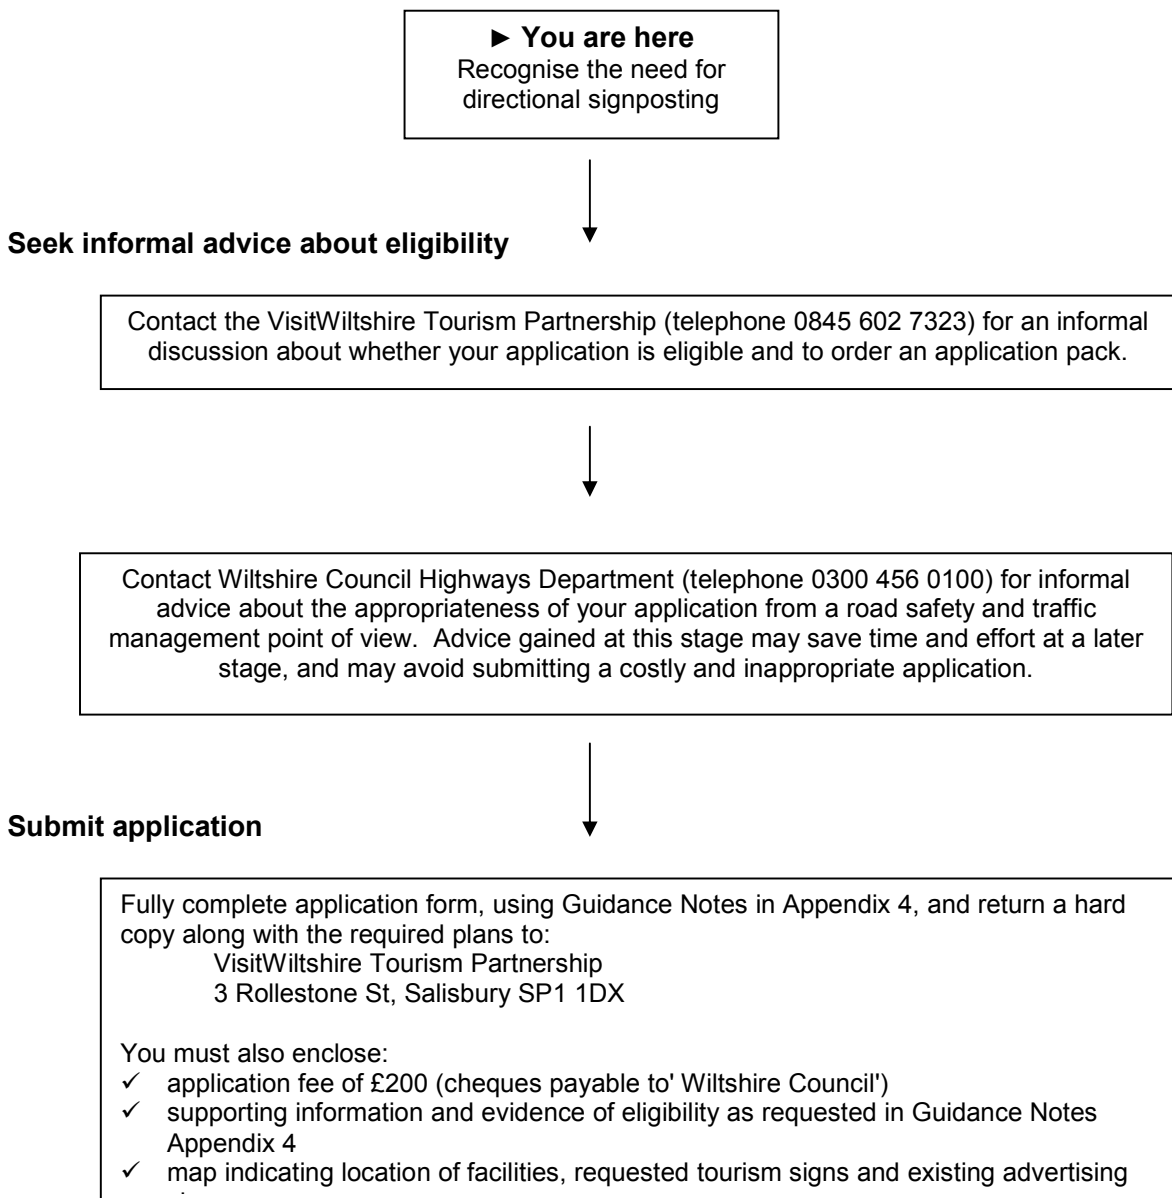 ► You are here
Recognise the need for
directional signposting
Seek informal advice about eligibility
Contact the VisitWiltshire Tourism Partnership (telephone 0845 602 7323) for an informal
discussion about whether your application is eligible and to order an application pack.
Contact Wiltshire Council Highways Department (telephone 0300 456 0100) for informal
advice about the appropriateness of your application from a road safety and traffic
management point of view.  Advice gained at this stage may save time and effort at a later
stage, and may avoid submitting a costly and inappropriate application.
Submit application
Fully complete application form, using Guidance Notes in Appendix 4, and return a hard
copy along with the required plans to:
VisitWiltshire Tourism Partnership
3 Rollestone St, Salisbury SP1 1DX
You must also enclose:
✓ application fee of £200 (cheques payable to' Wiltshire Council')
✓ supporting information and evidence of eligibility as requested in Guidance Notes
Appendix 4
✓ map indicating location of facilities, requested tourism signs and existing advertising